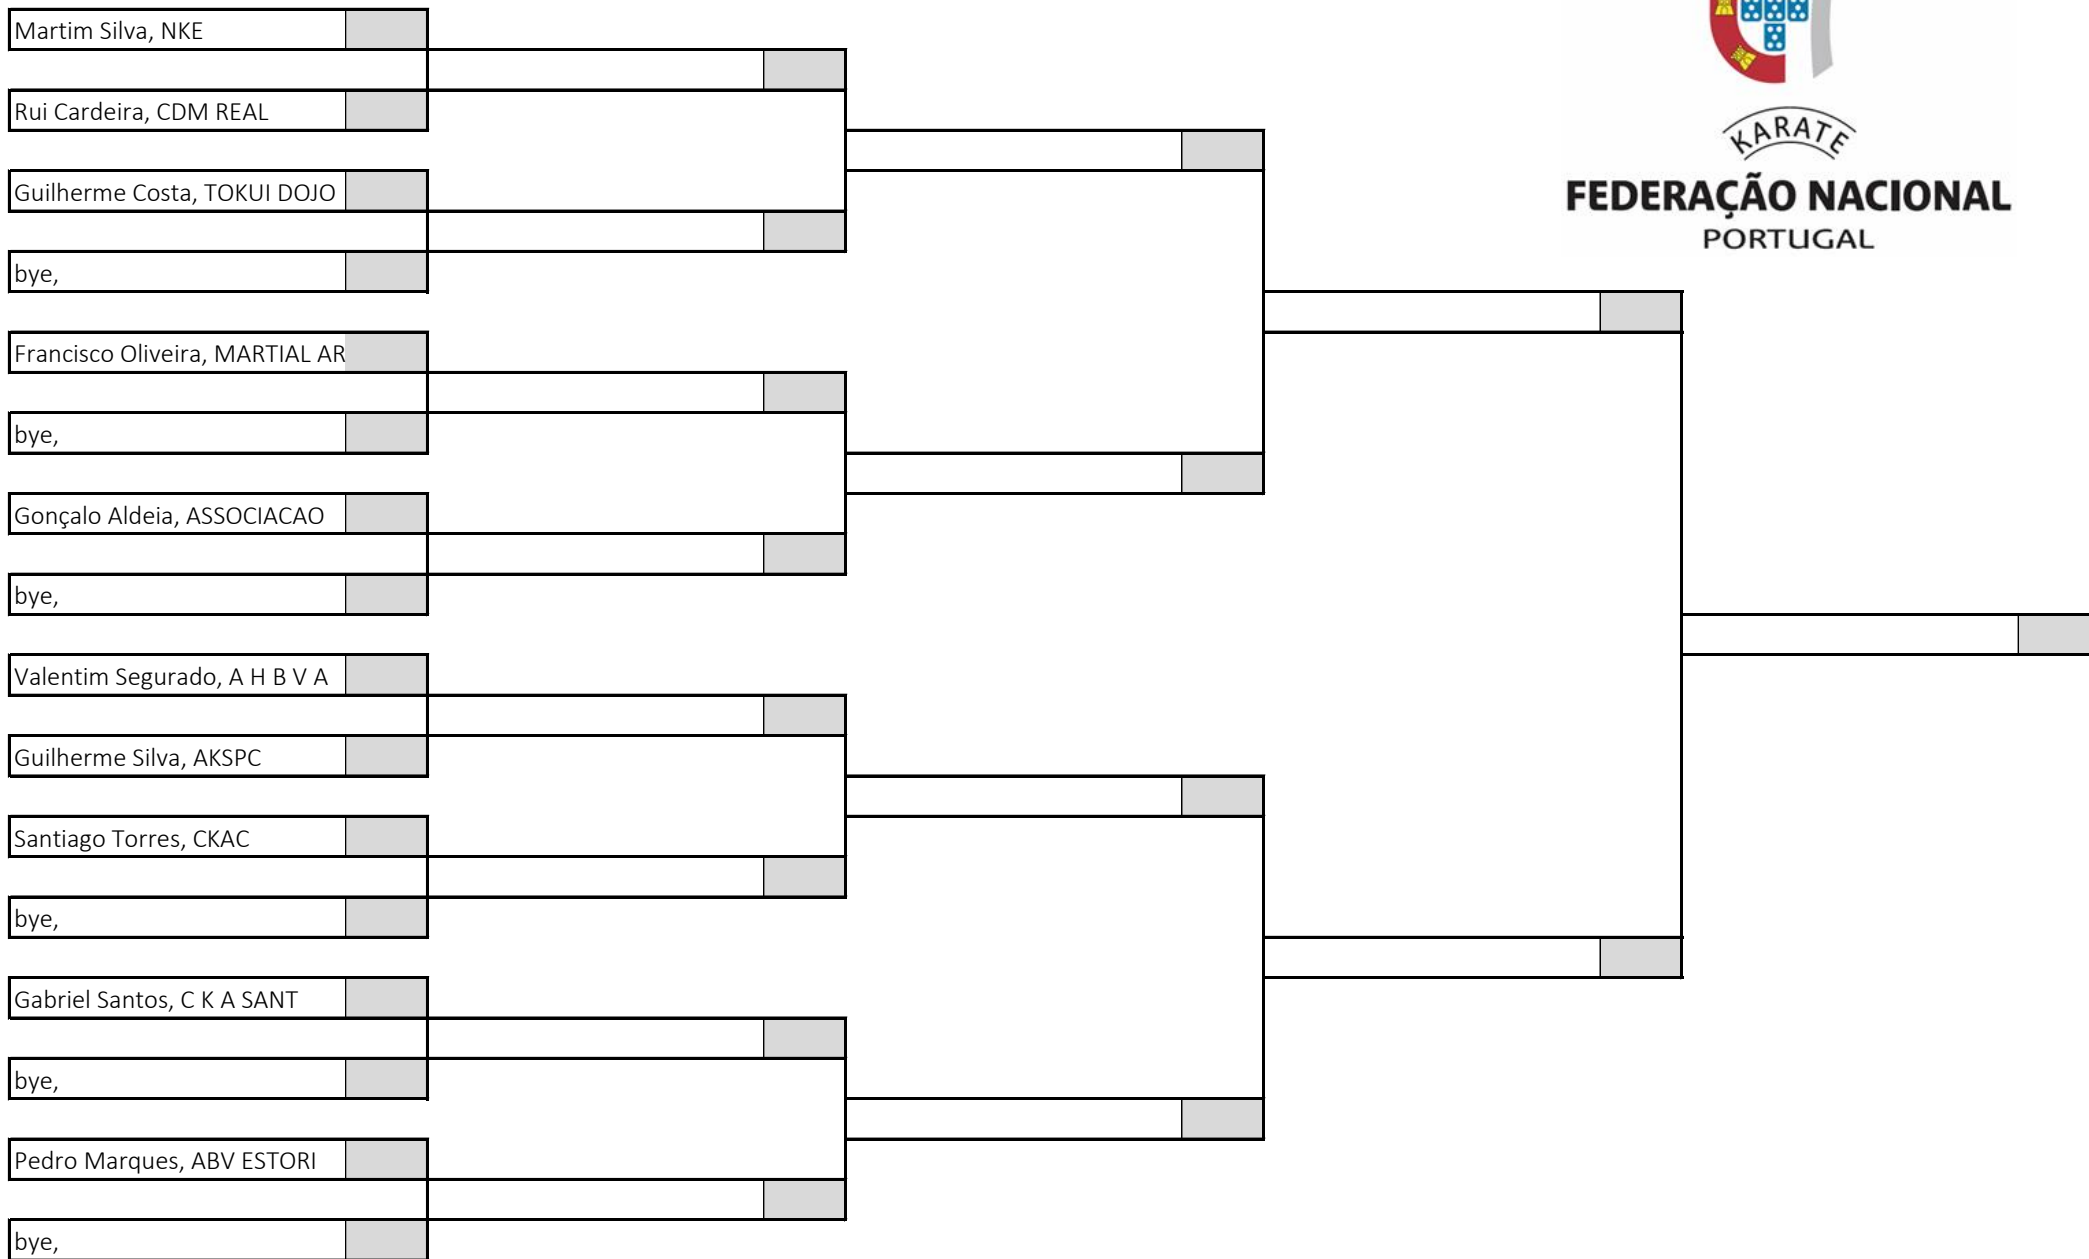 Martim Silva, NKE
Rui Cardeira, CDM REAL
Guilherme Costa, TOKUI DOJO
bye,
Francisco Oliveira, MARTIAL AR
bye,
Gonçalo Aldeia, ASSOCIACAO
bye,
Valentim Segurado, A H B V A
Guilherme Silva, AKSPC
Santiago Torres, CKAC
bye,
Gabriel Santos, C K A SANT
bye,
Pedro Marques, ABV ESTORI
bye,
KARATE
FEDERAÇÃO NACIONAL
PORTUGAL